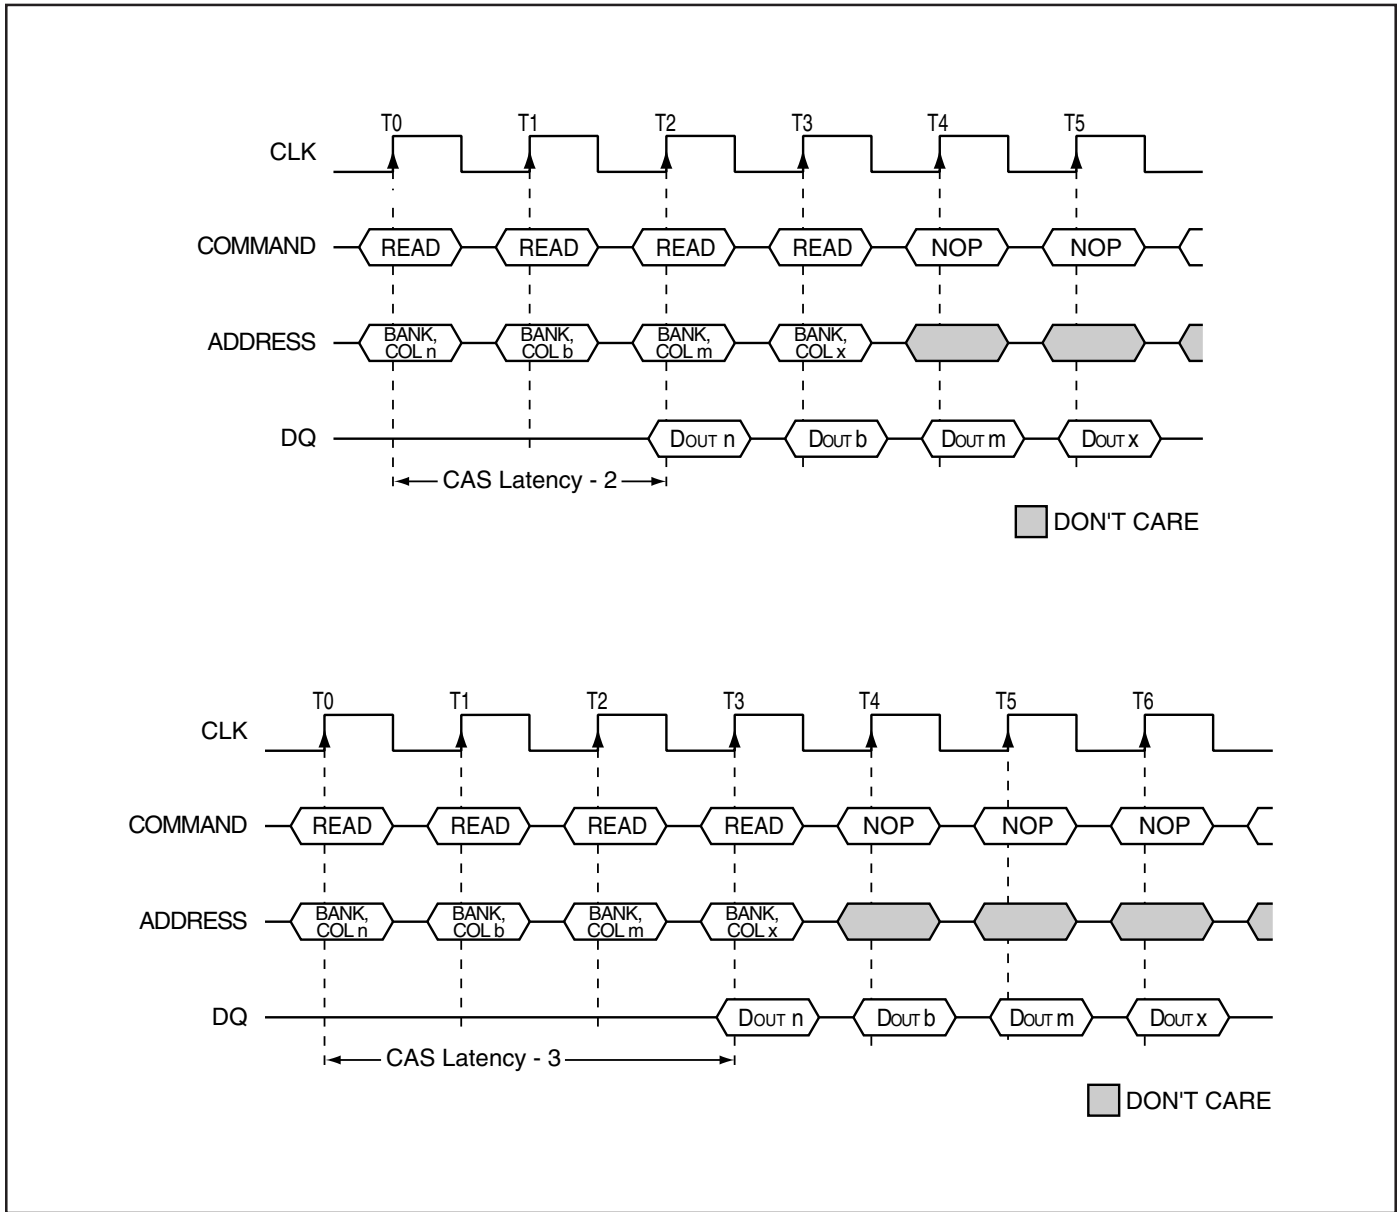 T0 T1 T2 T3 T4 T5
CLK
COMMAND READ READ READ READ NOP NOP
ADDRESS BANK, COL n BANK, COL b BANK, COL m BANK, COL x
DQ DOUT n DOUT b DOUT m DOUT x
CAS Latency - 2
DON'T CARE
T0 T1 T2 T3 T4 T5 T6
CLK
COMMAND READ READ READ READ NOP NOP NOP
ADDRESS BANK, COL n BANK, COL b BANK, COL m BANK, COL x
DQ DOUT n DOUT b DOUT m DOUT x
CAS Latency - 3
DON'T CARE